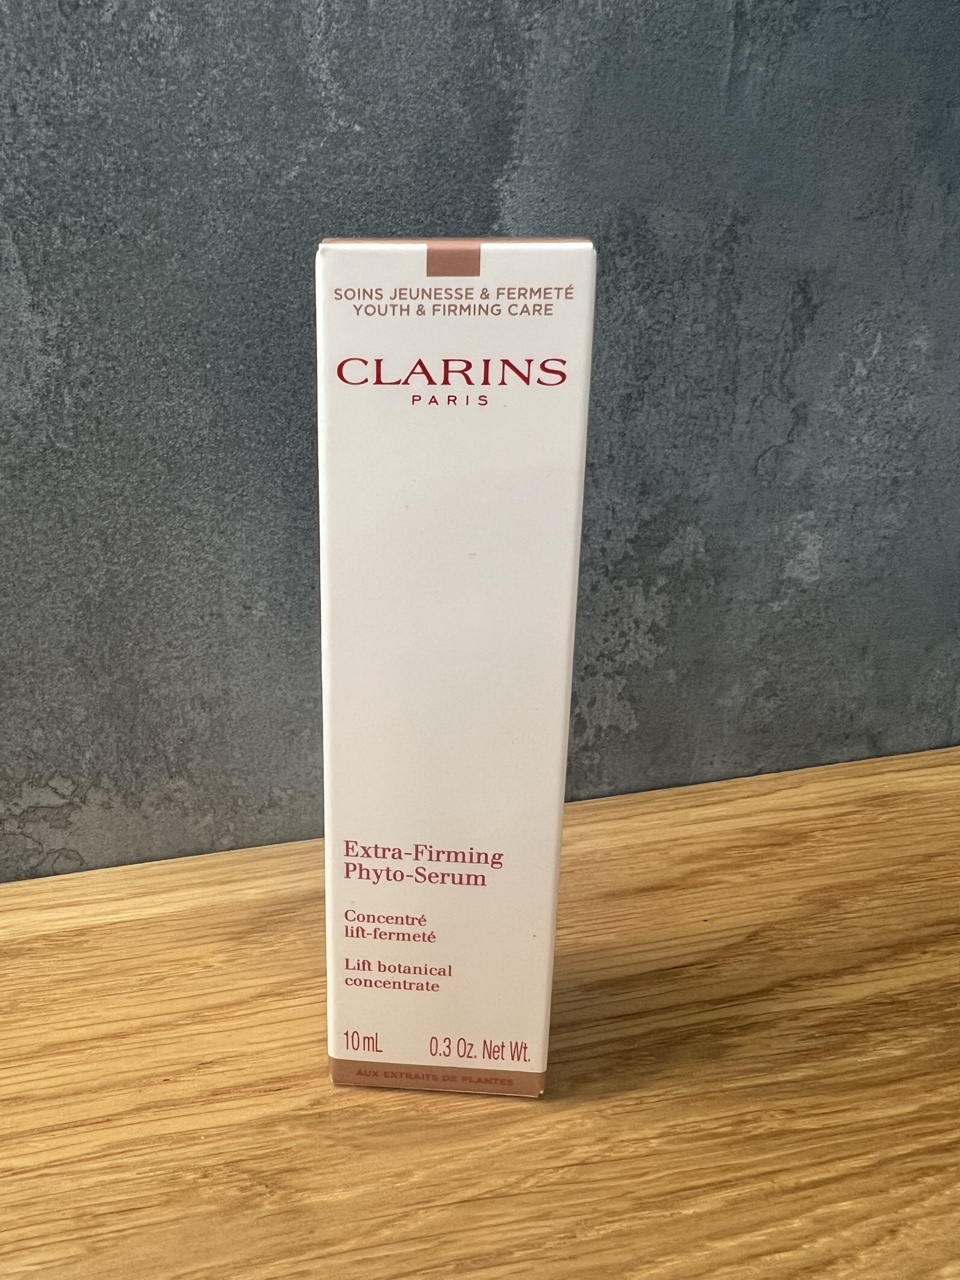 SOINS JEUNESSE & FERMETÉ
YOUTH & FIRMING CARE
CLARINS
PARIS
Extra-Firming
Phyto-Serum
Concentré
lift-fermeté
Lift botanical
concentrate
10 mL 0.3 Oz. Net Wt.
AUX EXTRAITS DE PLANTES